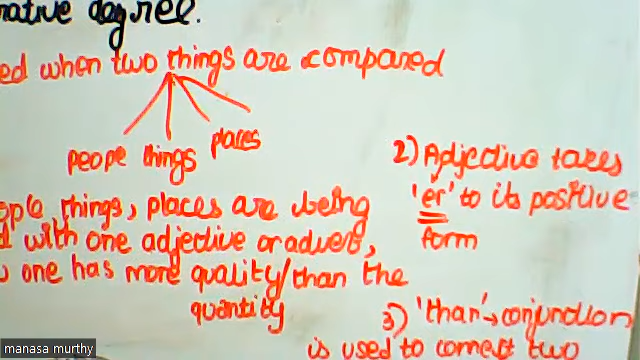 rative degree.
ed when two things are compared
peope things places
ople, things, places are being
d with one adjective or adverb,
one has more quality/than the
quantity
2) Adjective takes
'er' to its positive
form
3) 'than'→conjunction
is used to connect two
manasa murthy